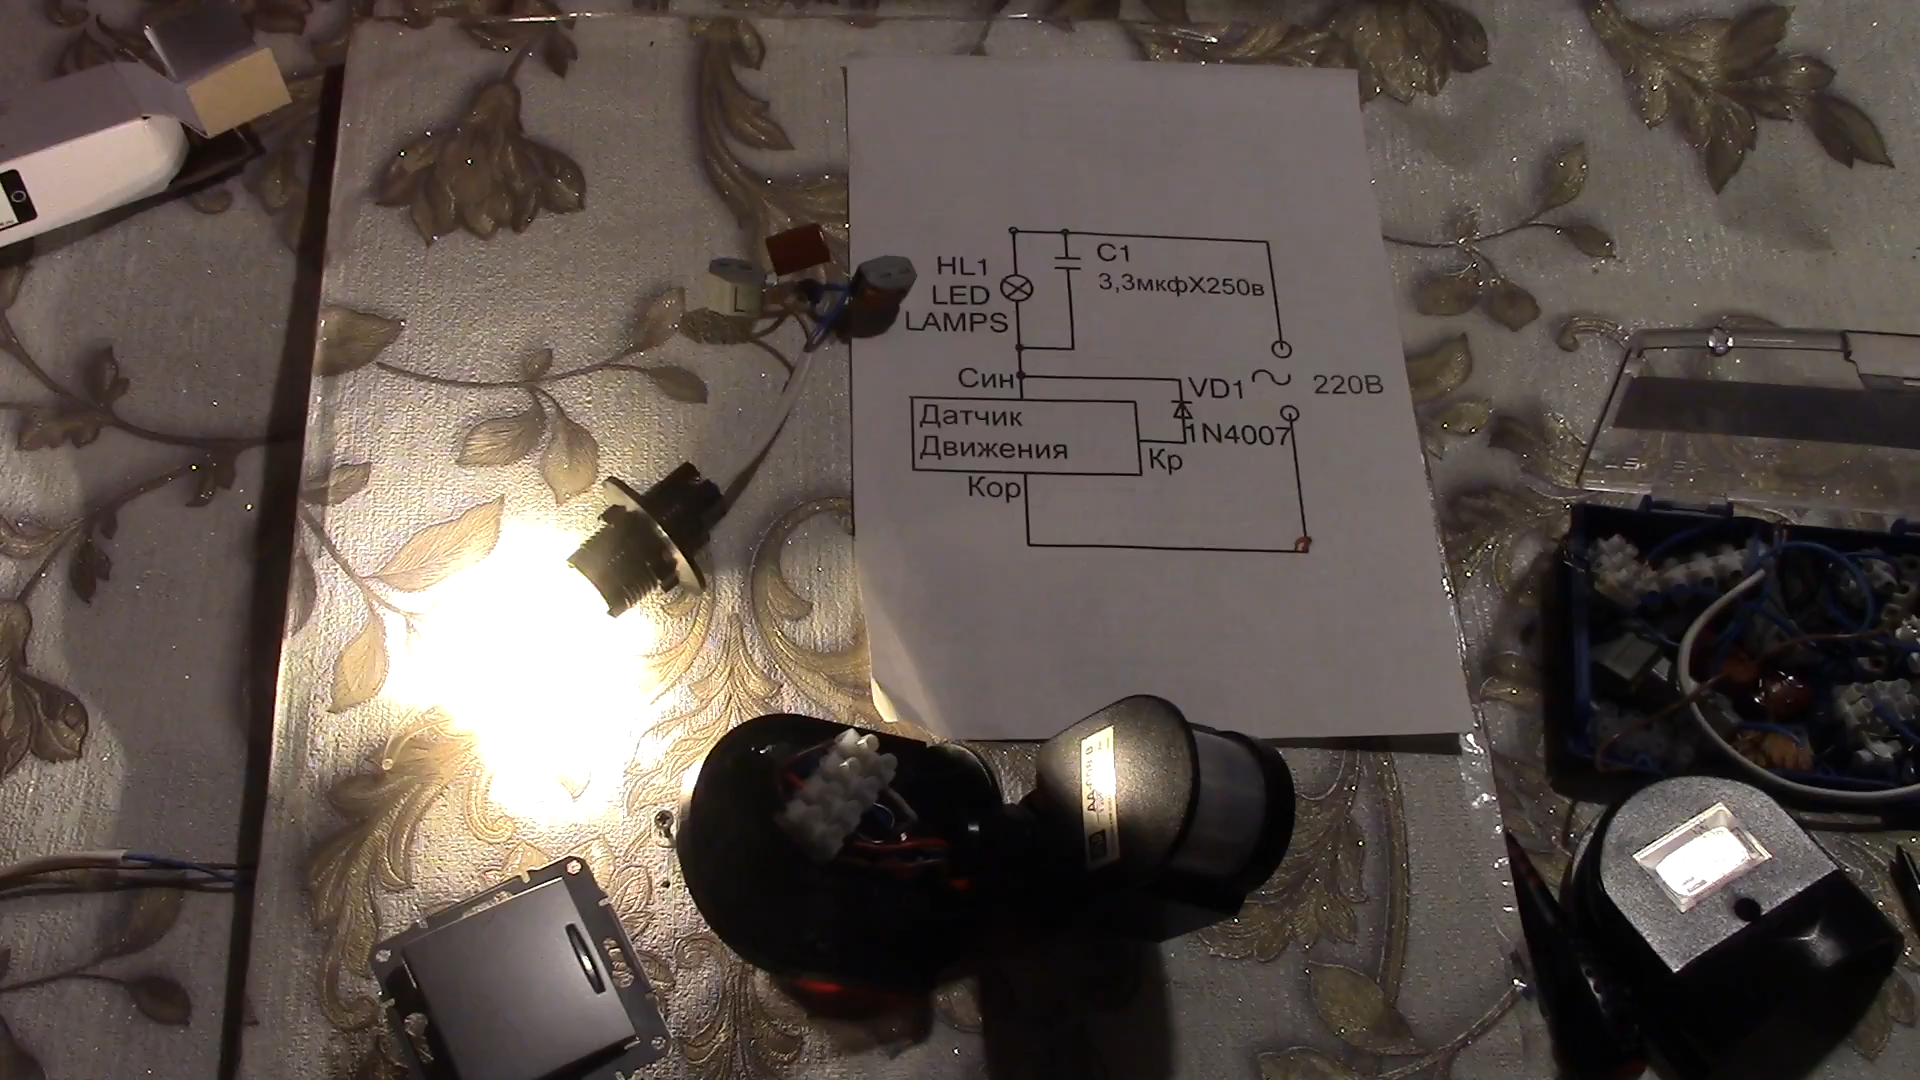 HL1
LED
LAMPS
C1
3,3мкфХ250в
Син
VD1
220В
Датчик
Движения
1N4007
Кр
Кор
L